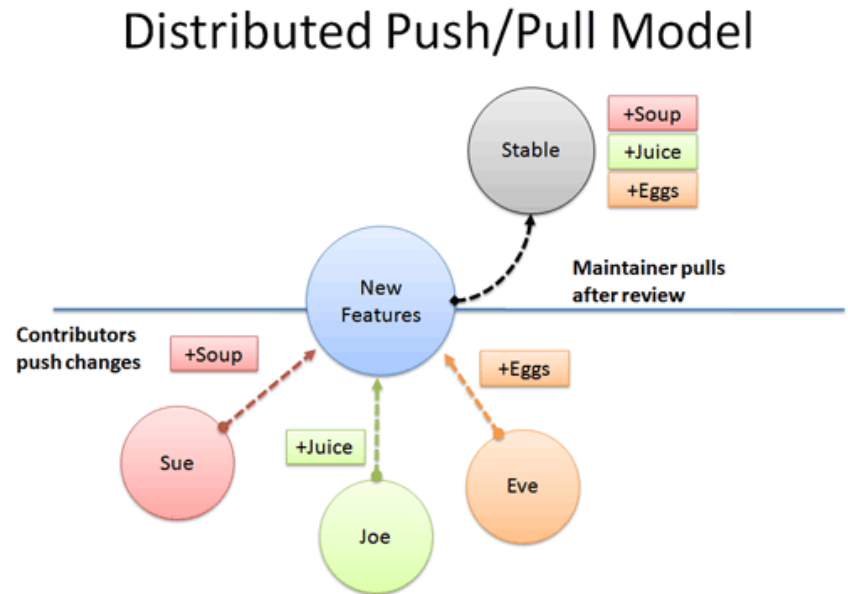 Distributed Push/Pull Model
Stable
+Soup
+Juice
+Eggs
New
Features
Maintainer pulls
after review
Contributors
push changes
+Soup
+Eggs
+Juice
Sue
Joe
Eve